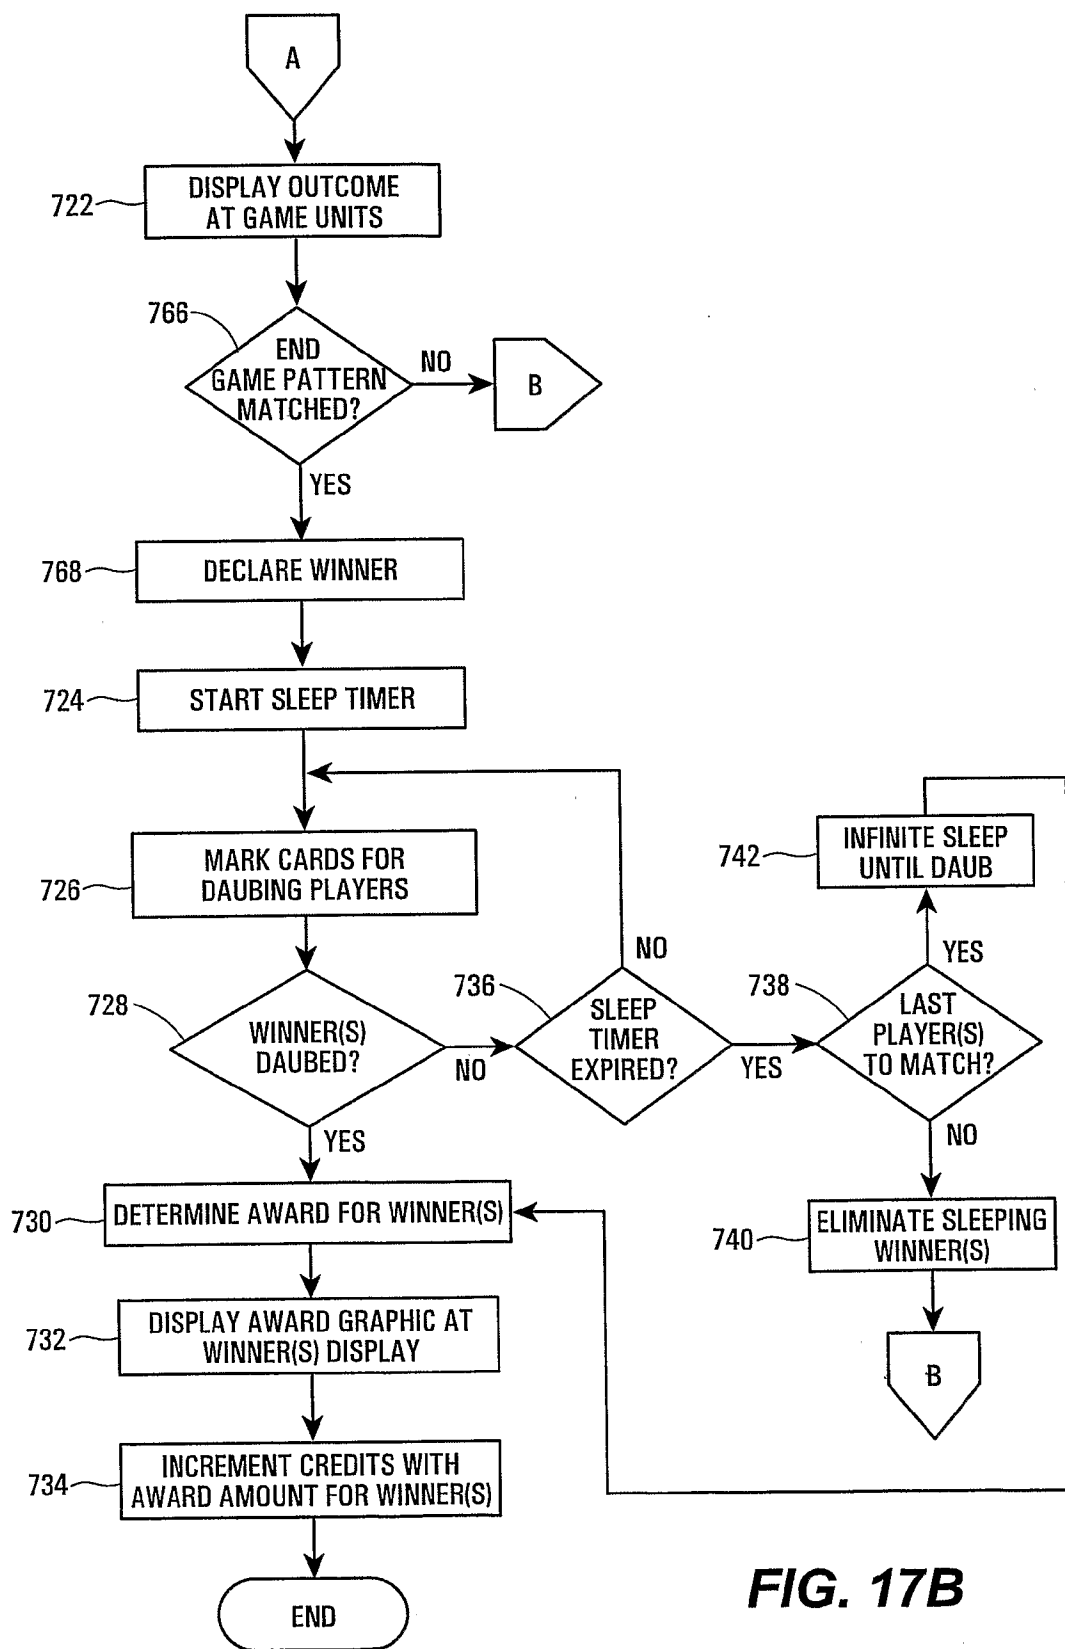 A
722
DISPLAY OUTCOME
AT GAME UNITS
766
END
GAME PATTERN
MATCHED?
NO
B
YES
768
DECLARE WINNER
724
START SLEEP TIMER
726
MARK CARDS FOR
DAUBING PLAYERS
742
INFINITE SLEEP
UNTIL DAUB
728
WINNER(S)
DAUBED?
NO
736
SLEEP
TIMER
EXPIRED?
NO
YES
738
LAST
PLAYER(S)
TO MATCH?
YES
NO
YES
730
DETERMINE AWARD FOR WINNER(S)
740
ELIMINATE SLEEPING
WINNER(S)
732
DISPLAY AWARD GRAPHIC AT
WINNER(S) DISPLAY
B
734
INCREMENT CREDITS WITH
AWARD AMOUNT FOR WINNER(S)
END
FIG. 17B